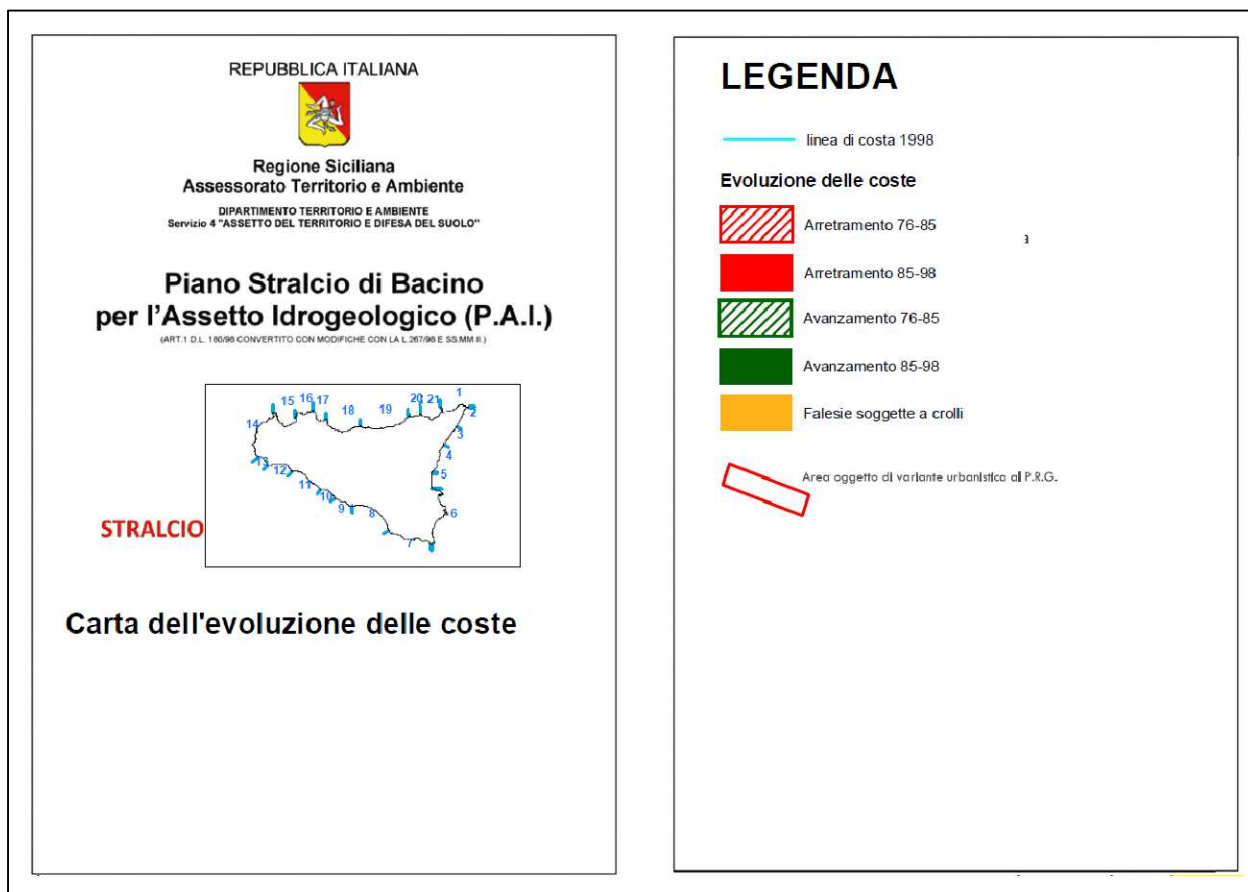 REPUBBLICA ITALIANA
Regione Siciliana
Assessorato Territorio e Ambiente
DIPARTIMENTO TERRITORIO E AMBIENTE
Servizio 4 "ASSETTO DEL TERRITORIO E DIFESA DEL SUOLO"
Piano Stralcio di Bacino
per l'Assetto Idrogeologico (P.A.I.)
(ART.1 D.L. 180/98 CONVERTITO CON MODIFICHE CON LA L.267/98 E SS.MM.II.)
1
2
3
4
5
6
7
8
9
10
11
12
13
14
15
16
17
18
19
20
21
STRALCIO
Carta dell'evoluzione delle coste
LEGENDA
linea di costa 1998
Evoluzione delle coste
Arretramento 76-85
a
Arretramento 85-98
Avanzamento 76-85
Avanzamento 85-98
Falesie soggette a crolli
Area oggetto di variante urbanistica al P.R.G.